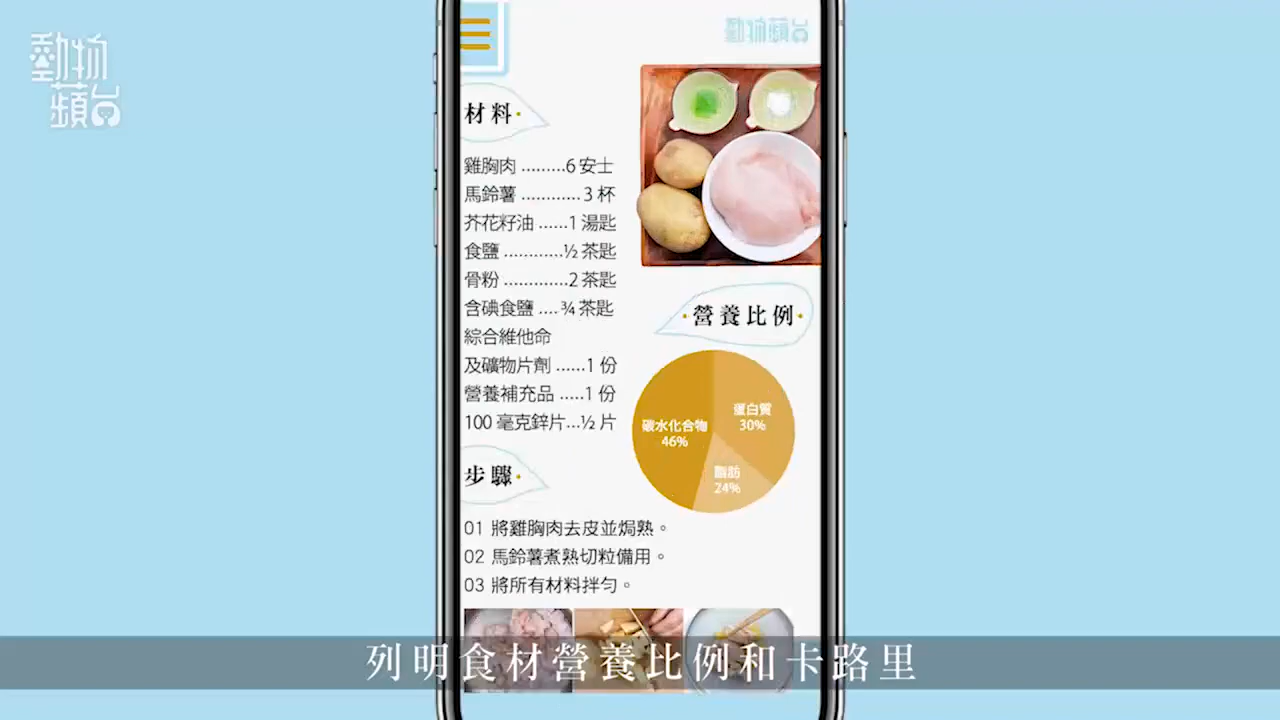 動物
蘋台
動物蘋台
材料
雞胸肉 .........6 安士
馬鈴薯 ............ 3 杯
芥花籽油 ......1 湯匙
食鹽 ............½ 茶匙
骨粉 .............2 茶匙
含碘食鹽 .... ¾ 茶匙
綜合維他命
及礦物片劑 ......1 份
營養補充品 .....1 份
100 毫克鋅片...½ 片
營養比例
蛋白質
30%
碳水化合物
46%
脂肪
24%
步驟
01 將雞胸肉去皮並焗熟。
02 馬鈴薯煮熟切粒備用。
03 將所有材料拌勻。
列明食材營養比例和卡路里